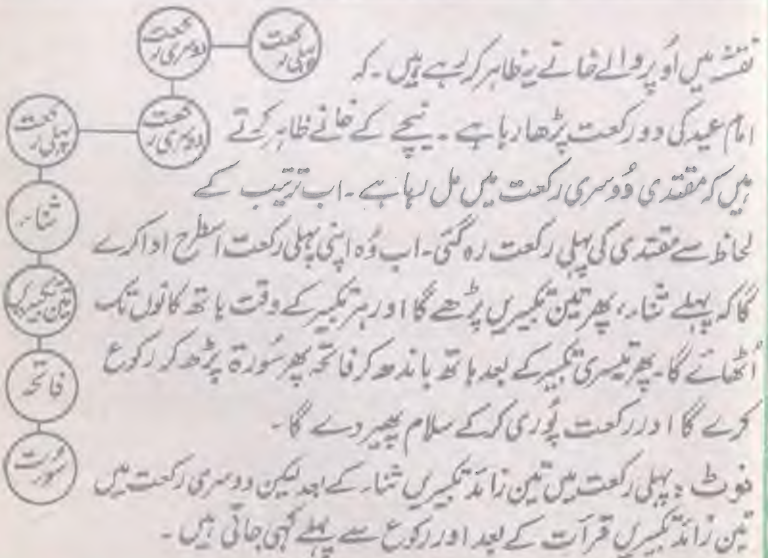 پہلی رکعت
دوسری رکعت
نقشہ میں اُوپر والے خانے یہ ظاہر کر رہے ہیں۔ کہ
دوسری رکعت
پہلی رکعت
امام عید کی دو رکعت پڑھا رہا ہے۔ نیچے کے خانے ظاہر کرتے
ہیں کہ مقتدی دُوسری رکعت میں مل رہا ہے۔ اب ترتیب کے
ثناء
لحاظ سے مقتدی کی پہلی رکعت رہ گئی۔ اب وُہ اپنی پہلی رکعت اسطرح ادا کرے
گا کہ پہلے ثناء، پھر تین تکبیریں پڑھے گا اور ہر تکبیر کے وقت ہاتھ کانوں تک
تین تکبیریں
اُٹھائے گا۔ پھر تیسری تکبیر کے بعد ہاتھ باندھ کر فاتحہ پھر سُورۃ پڑھ کر رکوع
فاتحہ
کرے گا اور رکعت پُوری کر کے سلام پھیر دے گا۔
سورت
نوٹ: پہلی رکعت میں تین زائد تکبیریں ثناء کے بعد لیکن دوسری رکعت میں
تین زائد تکبیریں قرأت کے بعد اور رکوع سے پہلے کہی جاتی ہیں۔